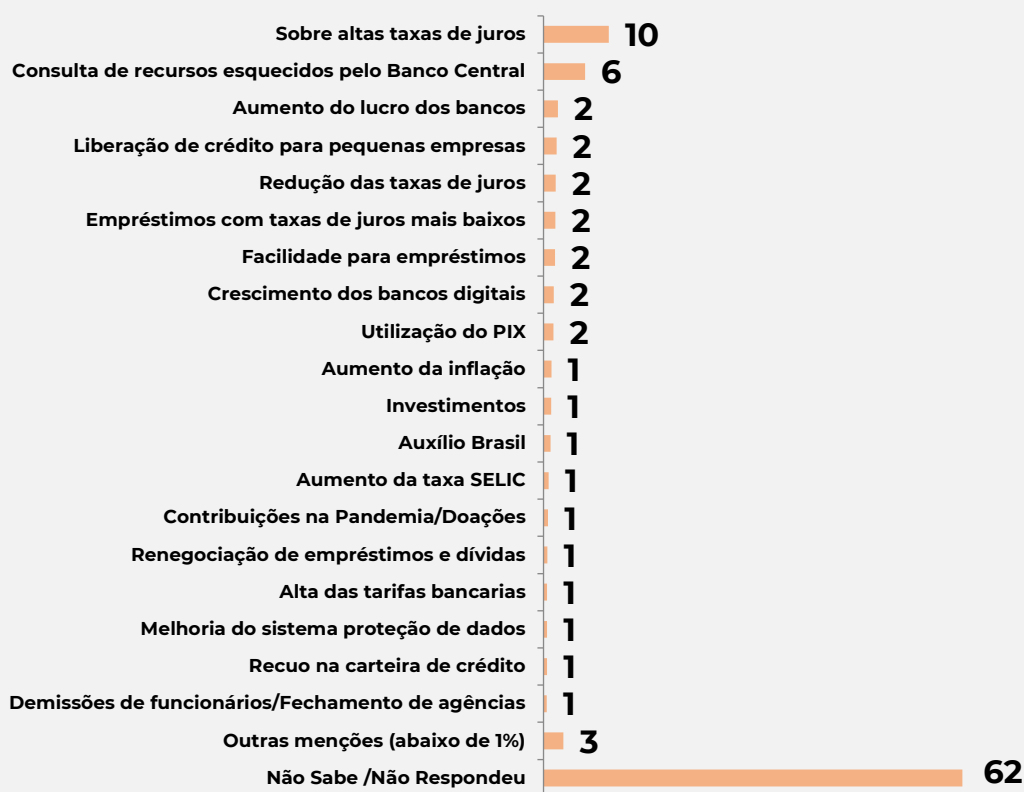 Sobre altas taxas de juros 10
Consulta de recursos esquecidos pelo Banco Central 6
Aumento do lucro dos bancos 2
Liberação de crédito para pequenas empresas 2
Redução das taxas de juros 2
Empréstimos com taxas de juros mais baixos 2
Facilidade para empréstimos 2
Crescimento dos bancos digitais 2
Utilização do PIX 2
Aumento da inflação 1
Investimentos 1
Auxílio Brasil 1
Aumento da taxa SELIC 1
Contribuições na Pandemia/Doações 1
Renegociação de empréstimos e dívidas 1
Alta das tarifas bancarias 1
Melhoria do sistema proteção de dados 1
Recuo na carteira de crédito 1
Demissões de funcionários/Fechamento de agências 1
Outras menções (abaixo de 1%) 3
Não Sabe /Não Respondeu 62